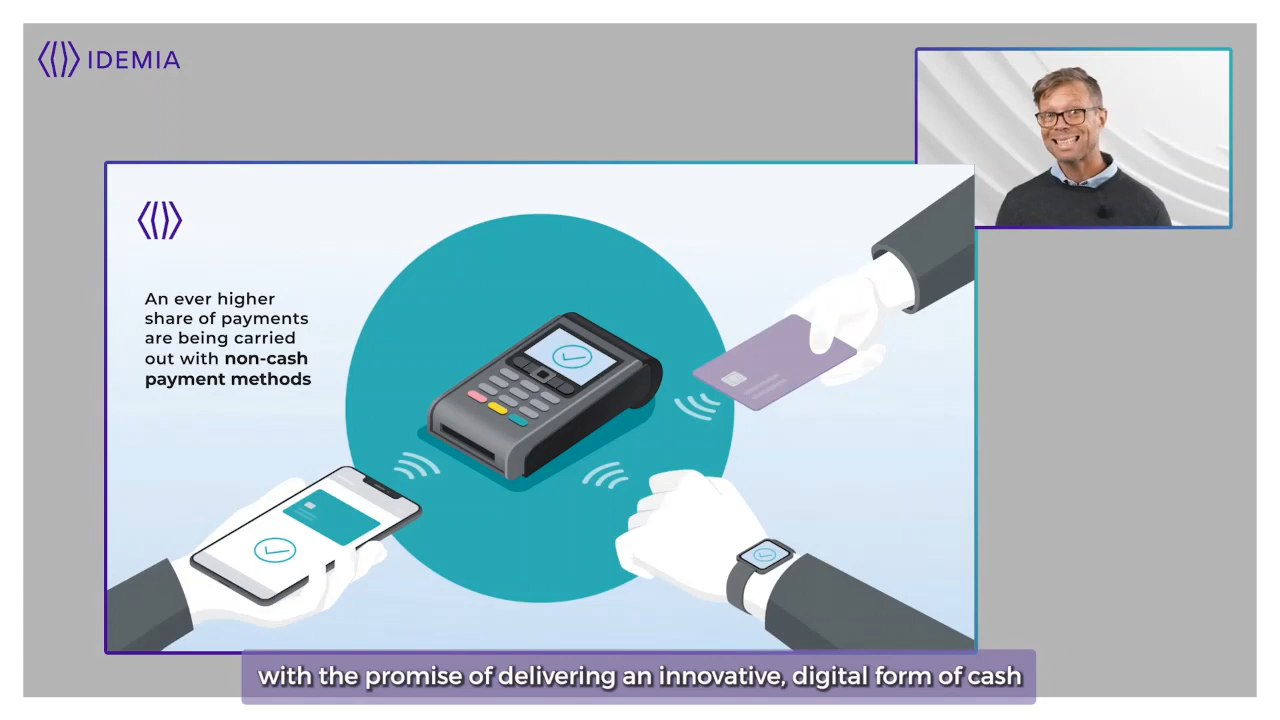 IDEMIA
An ever higher
share of payments
are being carried
out with non-cash
payment methods
with the promise of delivering an innovative, digital form of cash